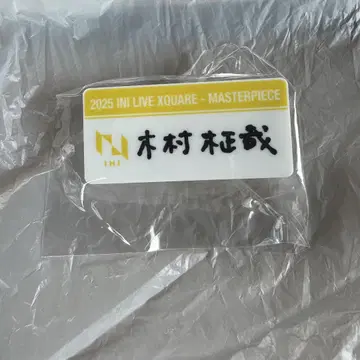 2025 INI LIVE XQUARE - MASTERPIECE
INI
木村 柾哉